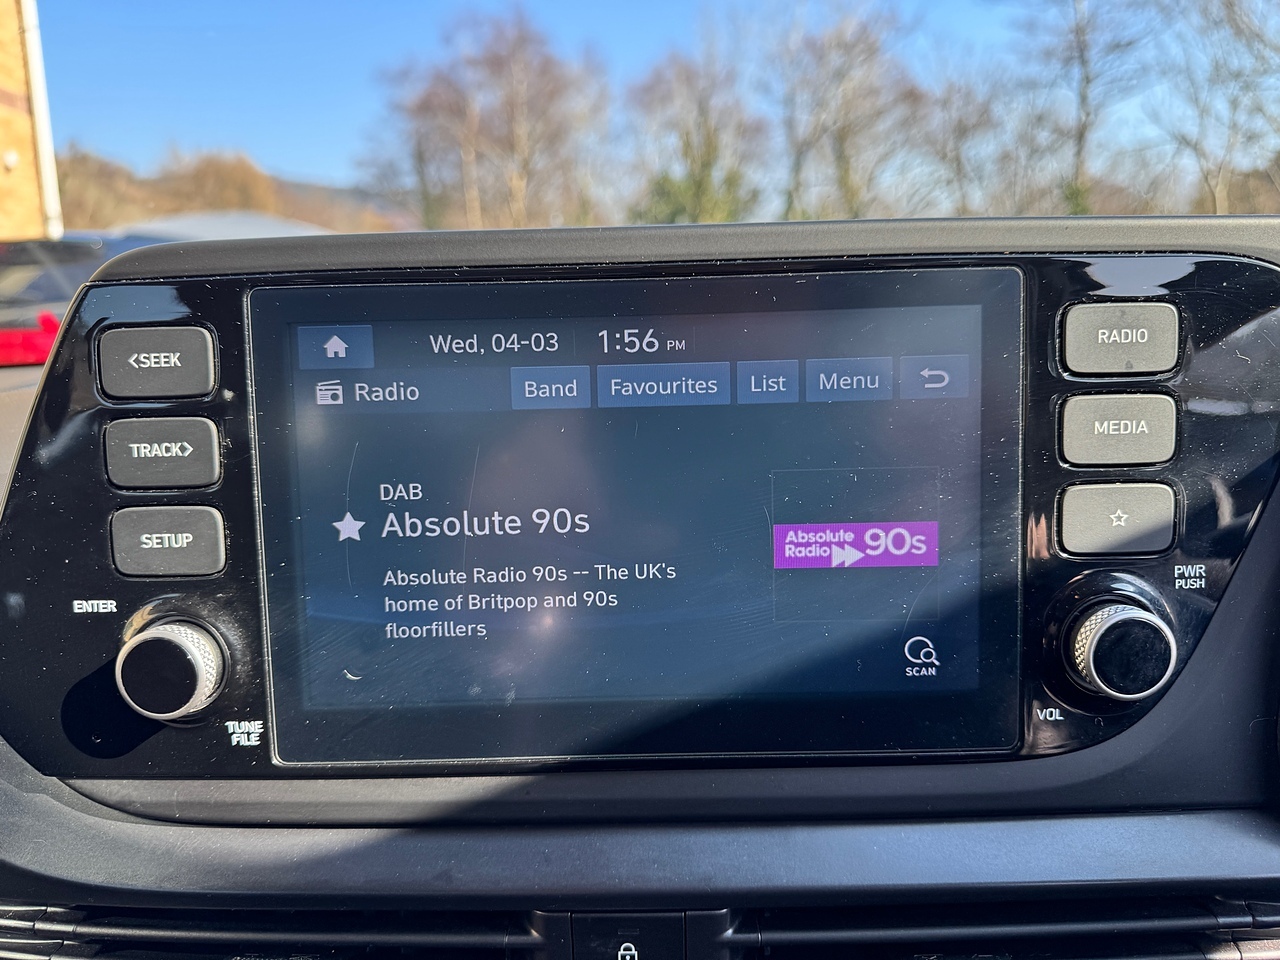 <SEEK
TRACK>
SETUP
ENTER
TUNE
FILE
Wed, 04-03 1:56 PM
Radio Band Favourites List Menu
DAB
Absolute 90s
Absolute Radio 90s -- The UK's
home of Britpop and 90s
floorfillers
Absolute
Radio 90s
SCAN
RADIO
MEDIA
PWR
PUSH
VOL